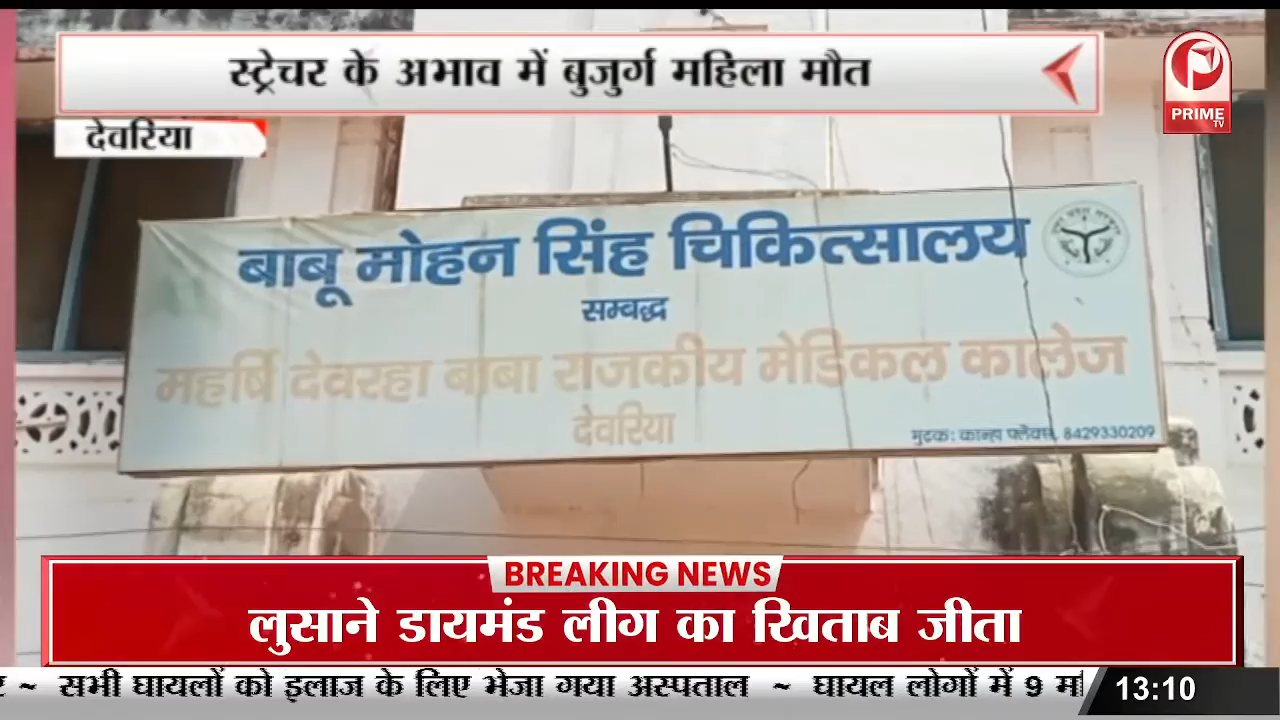 स्ट्रेचर के अभाव में बुजुर्ग महिला मौत
PRIME
TV
देवरिया
बाबू मोहन सिंह चिकित्सालय
सम्बद्ध
महर्षि देवरहा बाबा राजकीय मेडिकल कालेज
देवरिया
मुद्रक: कान्हा फ्लैक्स, 8429330209
BREAKING NEWS
लुसाने डायमंड लीग का खिताब जीता
~ सभी घायलों को इलाज के लिए भेजा गया अस्पताल ~ घायल लोगों में 9
13:10